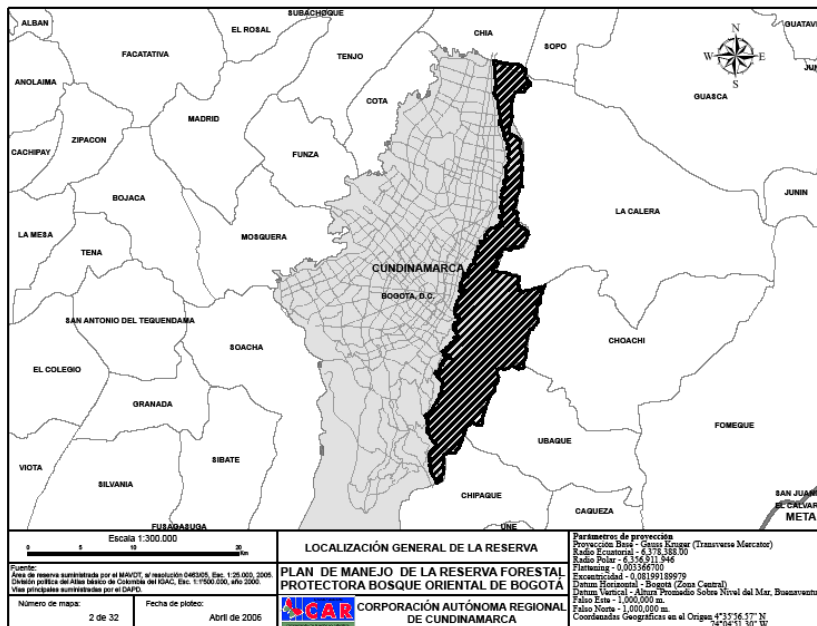 ALBAN
SUBACHOQUE
EL ROSAL
CHIA
SOPO
GUATAVI
FACATATIVA
TENJO
N
W E
S
JUN
ANOLAIMA
COTA
MADRID
GUASCA
ZIPACON
FUNZA
CACHIPAY
BOJACA
JUNIN
LA CALERA
LA MESA
MOSQUERA
TENA
CUNDINAMARCA
BOGOTA, D.C.
SAN ANTONIO DEL TEQUENDAMA
SOACHA
CHOACHI
EL COLEGIO
GRANADA
FOMEQUE
UBAQUE
SIBATE
VIOTA
SILVANIA
CHIPAQUE
SAN JUANI
EL CALVAR
CAQUEZA
META
FUSAGASUGA
UNE
Escala 1:300.000
0 5 10 20
Km
Fuente:
Área de reserva suministrada por el MAVDT, s/ resolución 0463/05, Esc. 1:25.000, 2005.
División política del Atlas básico de Colombia del IGAC, Esc. 1:1'500.000, año 2000.
Vías principales suministradas por el DAPD.
Número de mapa:
2 de 32
Fecha de ploteo:
Abril de 2006
LOCALIZACIÓN GENERAL DE LA RESERVA
PLAN DE MANEJO DE LA RESERVA FORESTAL
PROTECTORA BOSQUE ORIENTAL DE BOGOTÁ
CAR
CORPORACIÓN AUTÓNOMA REGIONAL
DE CUNDINAMARCA
Parámetros de proyección
Proyección Base - Gauss Kruger (Transverse Mercator)
Radio Ecuatorial - 6,378,388.00
Radio Polar - 6,356,911.946
Flattening - 0,003366700
Excentricidad - 0,08199189979
Datum Horizontal - Bogotá (Zona Central)
Datum Vertical - Altura Promedio Sobre Nivel del Mar, Buenaventu
Falso Este - 1,000,000 m.
Falso Norte - 1,000,000 m.
Coordenadas Geográficas en el Origen 4°35'56.57" N
74°04'51.30" W